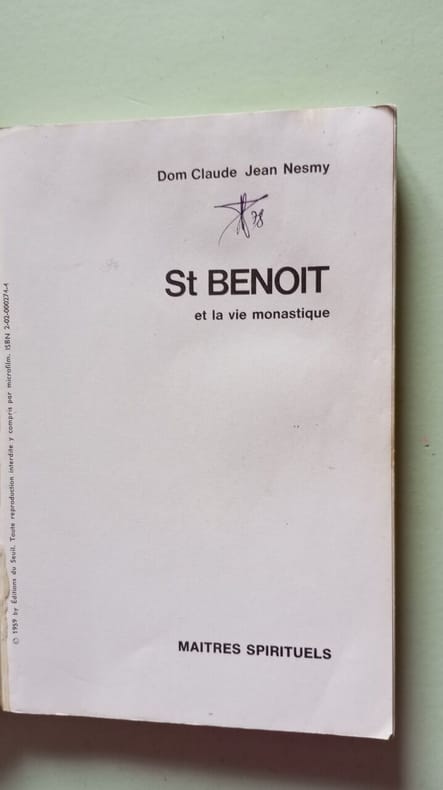 Dom Claude Jean Nesmy
78
St BENOIT
et la vie monastique
MAITRES SPIRITUELS
© 1959 by Éditions du Seuil. Toute reproduction interdite y compris par microfilm. ISBN 2-02-000274-4